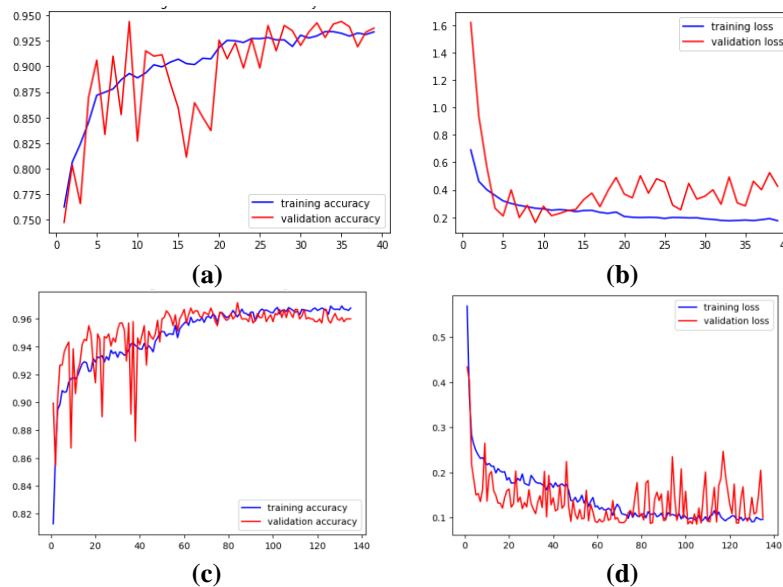 0.950
0.925
0.900
0.875
0.850
0.825
0.800
0.775
0.750
training accuracy
validation accuracy
0 5 10 15 20 25 30 35 40
(a)
training loss
validation loss
1.6
1.4
1.2
1.0
0.8
0.6
0.4
0.2
0 5 10 15 20 25 30 35
(b)
0.96
0.94
0.92
0.90
0.88
0.86
0.84
0.82
training accuracy
validation accuracy
0 20 40 60 80 100 120 140
(c)
training loss
validation loss
0.5
0.4
0.3
0.2
0.1
0 20 40 60 80 100 120 140
(d)